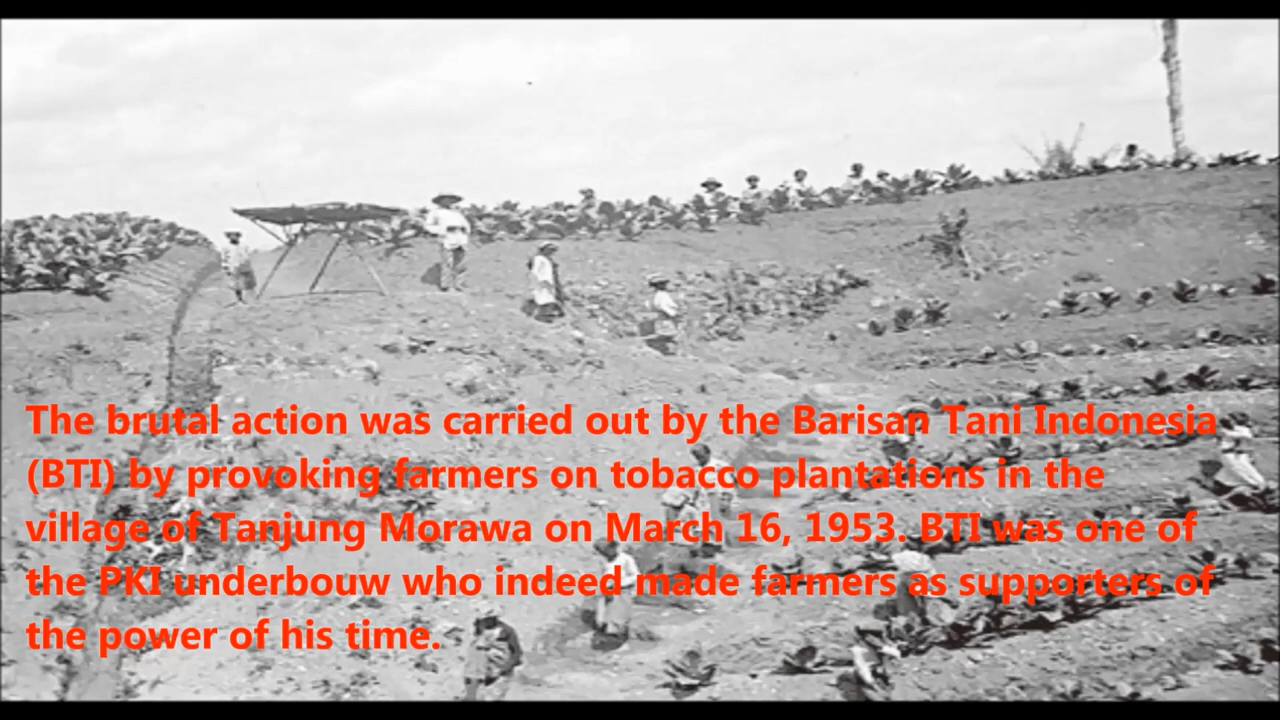 The brutal action was carried out by the Barisan Tani Indonesia
(BTI) by provoking farmers on tobacco plantations in the
village of Tanjung Morawa on March 16, 1953. BTI was one of
the PKI underbouw who indeed made farmers as supporters of
the power of his time.